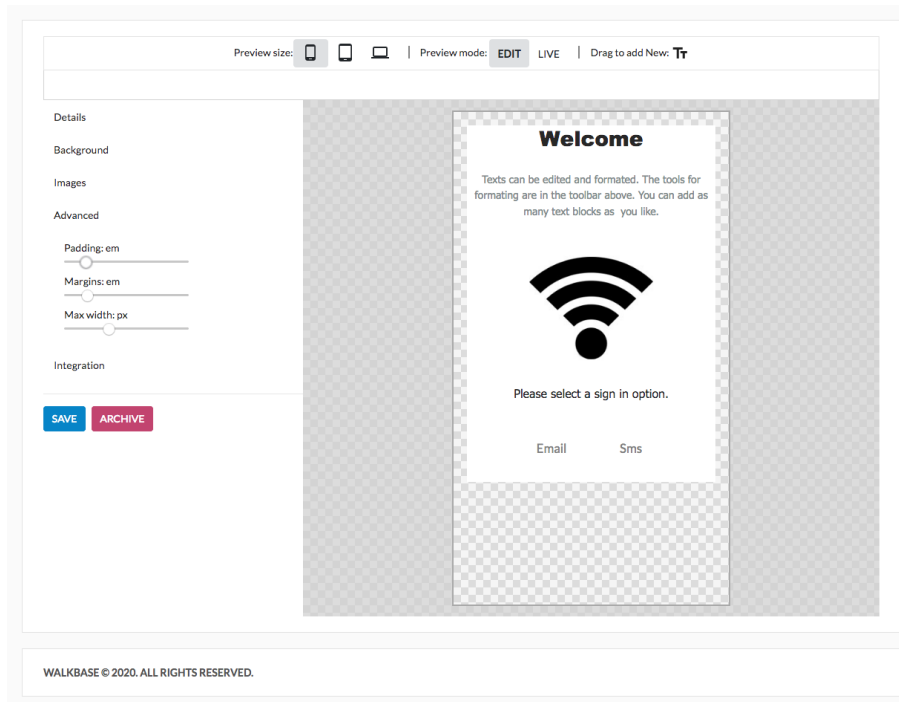 Preview size: | Preview mode: EDIT LIVE | Drag to add New: Tт
Details
Background
Images
Advanced
Padding: em
Margins: em
Max width: px
Integration
SAVE ARCHIVE
Welcome
Texts can be edited and formated. The tools for
formating are in the toolbar above. You can add as
many text blocks as you like.
Please select a sign in option.
Email Sms
WALKBASE © 2020. ALL RIGHTS RESERVED.